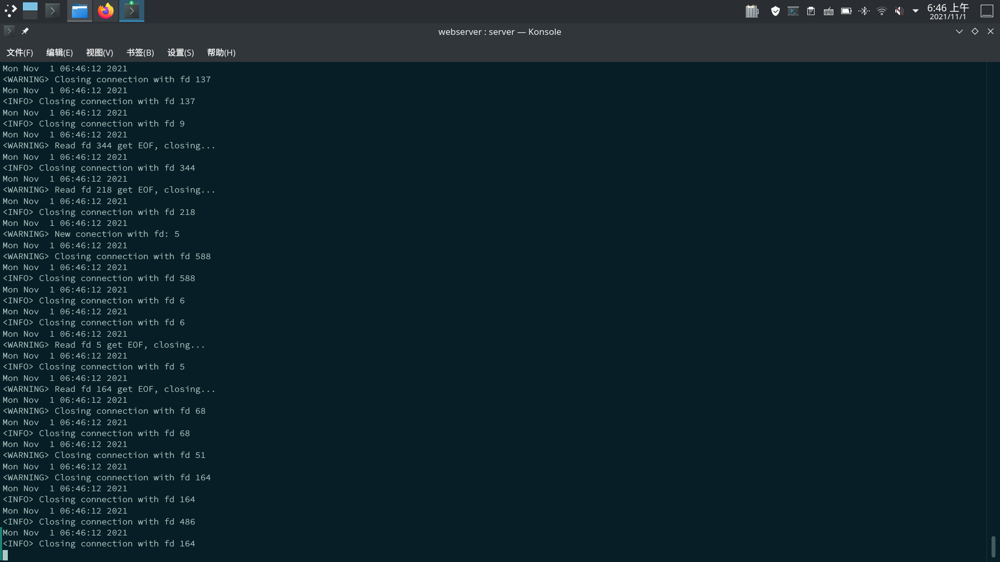 6:46 上午
2021/11/1
webserver : server — Konsole
文件(F) 编辑(E) 视图(V) 书签(B) 设置(S) 帮助(H)
Mon Nov  1 06:46:12 2021
<WARNING> Closing connection with fd 137
Mon Nov  1 06:46:12 2021
<INFO> Closing connection with fd 137
Mon Nov  1 06:46:12 2021
<INFO> Closing connection with fd 9
Mon Nov  1 06:46:12 2021
<WARNING> Read fd 344 get EOF, closing...
Mon Nov  1 06:46:12 2021
<INFO> Closing connection with fd 344
Mon Nov  1 06:46:12 2021
<WARNING> Read fd 218 get EOF, closing...
Mon Nov  1 06:46:12 2021
<INFO> Closing connection with fd 218
Mon Nov  1 06:46:12 2021
<WARNING> New conection with fd: 5
Mon Nov  1 06:46:12 2021
<WARNING> Closing connection with fd 588
Mon Nov  1 06:46:12 2021
<INFO> Closing connection with fd 588
Mon Nov  1 06:46:12 2021
<INFO> Closing connection with fd 6
Mon Nov  1 06:46:12 2021
<INFO> Closing connection with fd 6
Mon Nov  1 06:46:12 2021
<WARNING> Read fd 5 get EOF, closing...
Mon Nov  1 06:46:12 2021
<INFO> Closing connection with fd 5
Mon Nov  1 06:46:12 2021
<WARNING> Read fd 164 get EOF, closing...
Mon Nov  1 06:46:12 2021
<WARNING> Closing connection with fd 68
Mon Nov  1 06:46:12 2021
<INFO> Closing connection with fd 68
Mon Nov  1 06:46:12 2021
<WARNING> Closing connection with fd 51
Mon Nov  1 06:46:12 2021
<WARNING> Closing connection with fd 164
Mon Nov  1 06:46:12 2021
<INFO> Closing connection with fd 164
Mon Nov  1 06:46:12 2021
<INFO> Closing connection with fd 486
Mon Nov  1 06:46:12 2021
<INFO> Closing connection with fd 164